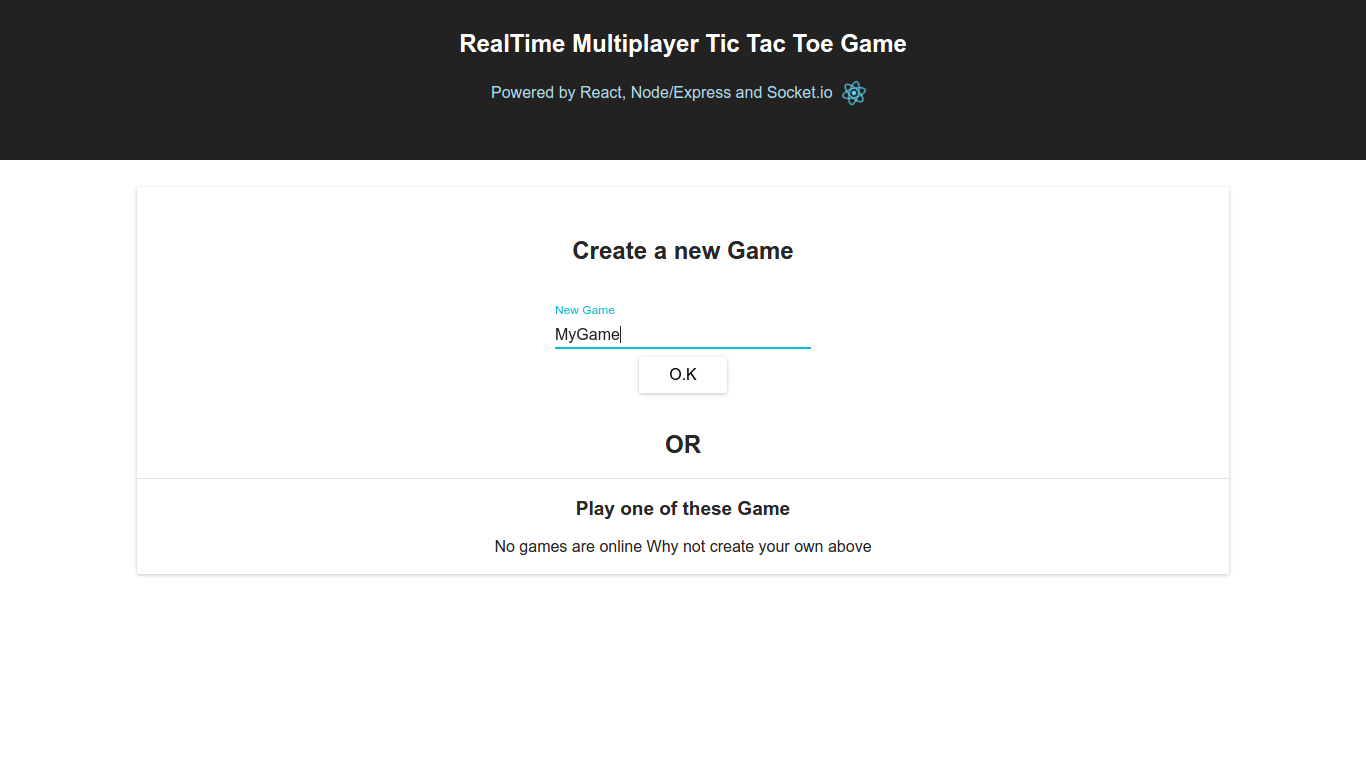 RealTime Multiplayer Tic Tac Toe Game
Powered by React, Node/Express and Socket.io
Create a new Game
New Game
MyGame
O.K
OR
Play one of these Game
No games are online Why not create your own above